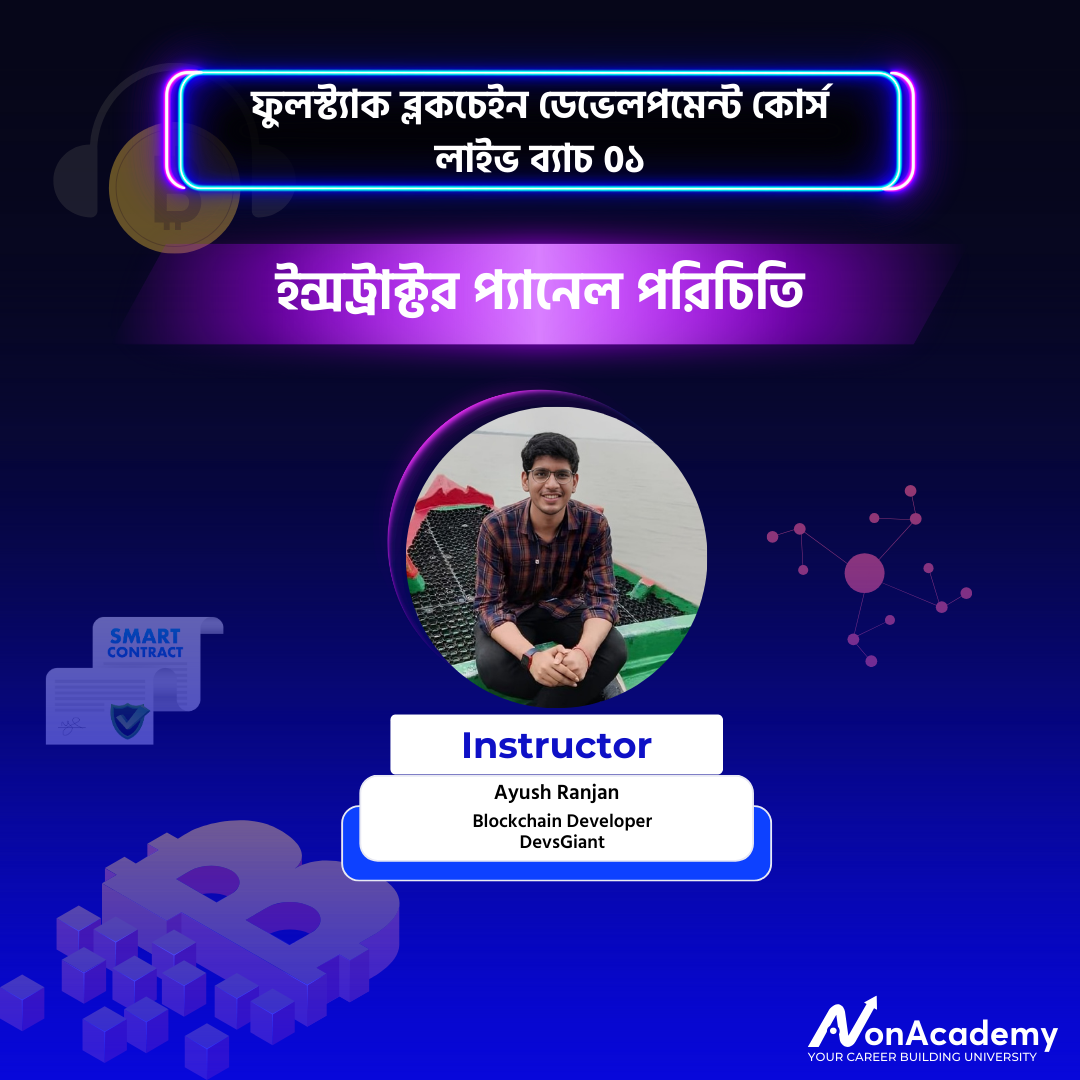 ফুলস্ট্যাক ব্লকচেইন ডেভেলপমেন্ট কোর্স
লাইভ ব্যাচ ০১
ইন্সট্রাক্টর প্যানেল পরিচিতি
SMART
CONTRACT
Instructor
Ayush Ranjan
Blockchain Developer
DevsGiant
NonAcademy
YOUR CAREER BUILDING UNIVERSITY